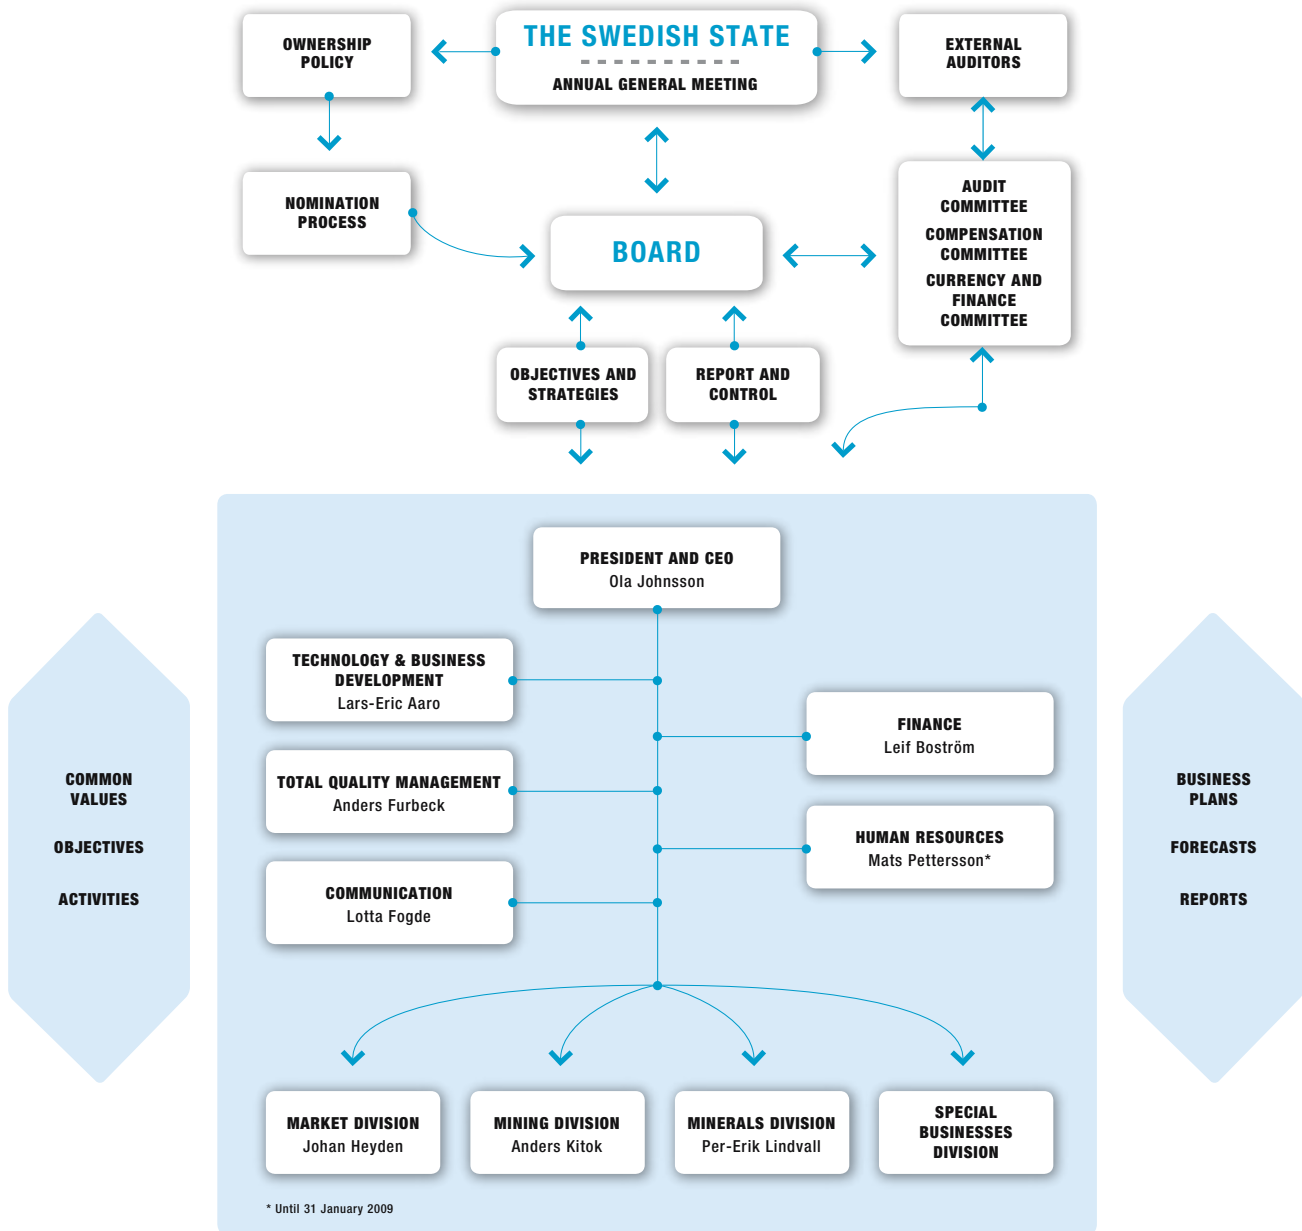 OWNERSHIP
POLICY
THE SWEDISH STATE
ANNUAL GENERAL MEETING
EXTERNAL
AUDITORS
NOMINATION
PROCESS
BOARD
AUDIT
COMMITTEE
COMPENSATION
COMMITTEE
CURRENCY AND
FINANCE
COMMITTEE
OBJECTIVES AND
STRATEGIES
REPORT AND
CONTROL
PRESIDENT AND CEO
Ola Johnsson
TECHNOLOGY & BUSINESS
DEVELOPMENT
Lars-Eric Aaro
FINANCE
Leif Boström
TOTAL QUALITY MANAGEMENT
Anders Furbeck
HUMAN RESOURCES
Mats Pettersson*
COMMUNICATION
Lotta Fogde
COMMON
VALUES
OBJECTIVES
ACTIVITIES
BUSINESS
PLANS
FORECASTS
REPORTS
MARKET DIVISION
Johan Heyden
MINING DIVISION
Anders Kitok
MINERALS DIVISION
Per-Erik Lindvall
SPECIAL
BUSINESSES
DIVISION
* Until 31 January 2009